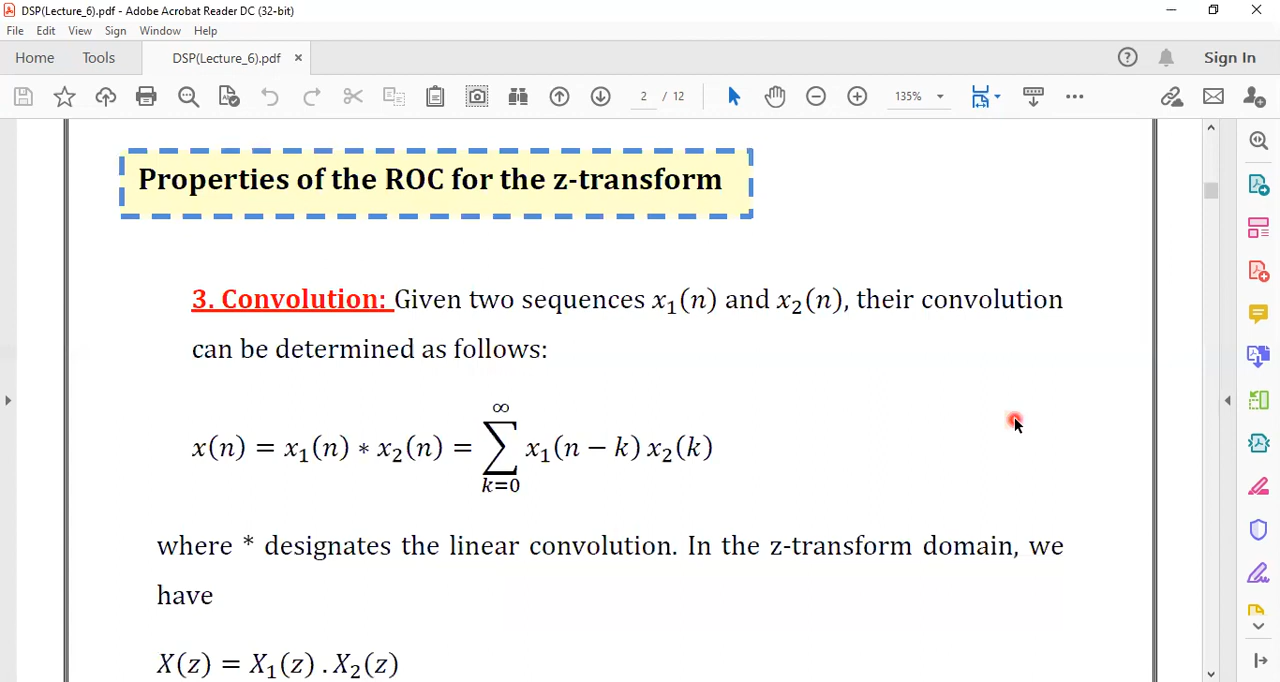 DSP(Lecture_6).pdf - Adobe Acrobat Reader DC (32-bit)
File Edit View Sign Window Help
Home Tools DSP(Lecture_6).pdf × Sign In
2 / 12 135%
Properties of the ROC for the z-transform
3. Convolution: Given two sequences x₁(n) and x₂(n), their convolution
can be determined as follows:
x(n) = x₁(n) ∗ x₂(n) = ∑_{k=0}^{∞} x₁(n − k) x₂(k)
where * designates the linear convolution. In the z-transform domain, we
have
X(z) = X₁(z) . X₂(z)